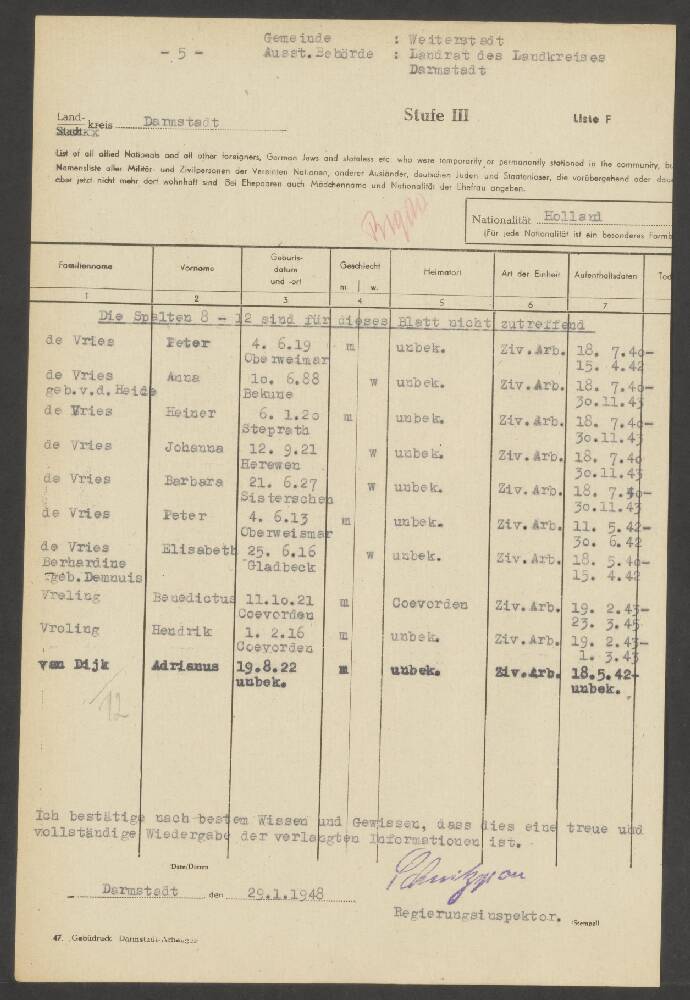 - 5 -
Gemeinde : Weiterstadt
Ausst. Behörde : Landrat des Landkreises
Darmstadt
Land-
Stadt kreis Darmstadt
Stufe III
Liste F
List of all allied Nationals and all other foreigners, German Jews and stateless etc. who were temporarily or permanently stationed in the community,
Namensliste aller Militär- und Zivilpersonen der Vereinten Nationen, anderer Ausländer, deutschen Juden und Staatenloser, die vorübergehend oder
aber jetzt nicht mehr dort wohnhaft sind. Bei Ehepaaren auch Mädchenname und Nationalität der Ehefrau angeben.
Nationalität Holland
(Für jede Nationalität ist ein besonderes
Familienname Vorname Geburts-datum und -ort Geschlecht m. w. Heimatort Art der Einheit Aufenthaltsdaten
1 2 3 4 5 6 7
Die Spalten 8 - 12 sind für dieses Blatt nicht zutreffend
de Vries Peter 4. 6.19 m unbek. Ziv.Arb. 18. 7.40-
Oberweimar 15. 4.42
de Vries Anna 10. 6.88 w unbek. Ziv.Arb. 18. 7.40-
geb.v.d. Heide Bekume 30.11.43
de Vries Heiner 6. 1.20 m unbek. Ziv.Arb. 18. 7.40-
Steprath 30.11.43
de Vries Johanna 12. 9.21 w unbek. Ziv.Arb. 18. 7.40
Herewen 30.11.43
de Vries Barbara 21. 6.27 w unbek. Ziv.Arb. 18. 7.40-
Sisterschen 30.11.43
de Vries Peter 4. 6.13 m unbek. Ziv.Arb. 11. 5.42-
Oberweismar 30. 6.42
de Vries Elisabeth 25. 6.16 w unbek. Ziv.Arb. 18. 5.40-
Berhardine Gladbeck 15. 4.42
geb.Demnuis
Vreling Benedictus 11.10.21 m Coevorden Ziv.Arb. 19. 2.43-
Coevorden 23. 3.45
Vroling Hendrik 1. 2.16 m unbek. Ziv.Arb. 19. 2.43-
Coevorden 1. 3.43
van Dijk Adrianus 19.8.22 m unbek. Ziv.Arb. 18.5.42-
unbek. unbek.
12
Ich bestätige nach bestem Wissen und Gewissen, dass dies eine treue und
vollständige Wiedergabe der verlangten Informationen ist.
Date/Datum
Darmstadt den 29.1.1948
Regierungsinspektor.
(Stempel)
47. Gebüdruck Darmstadt-Arheilgen